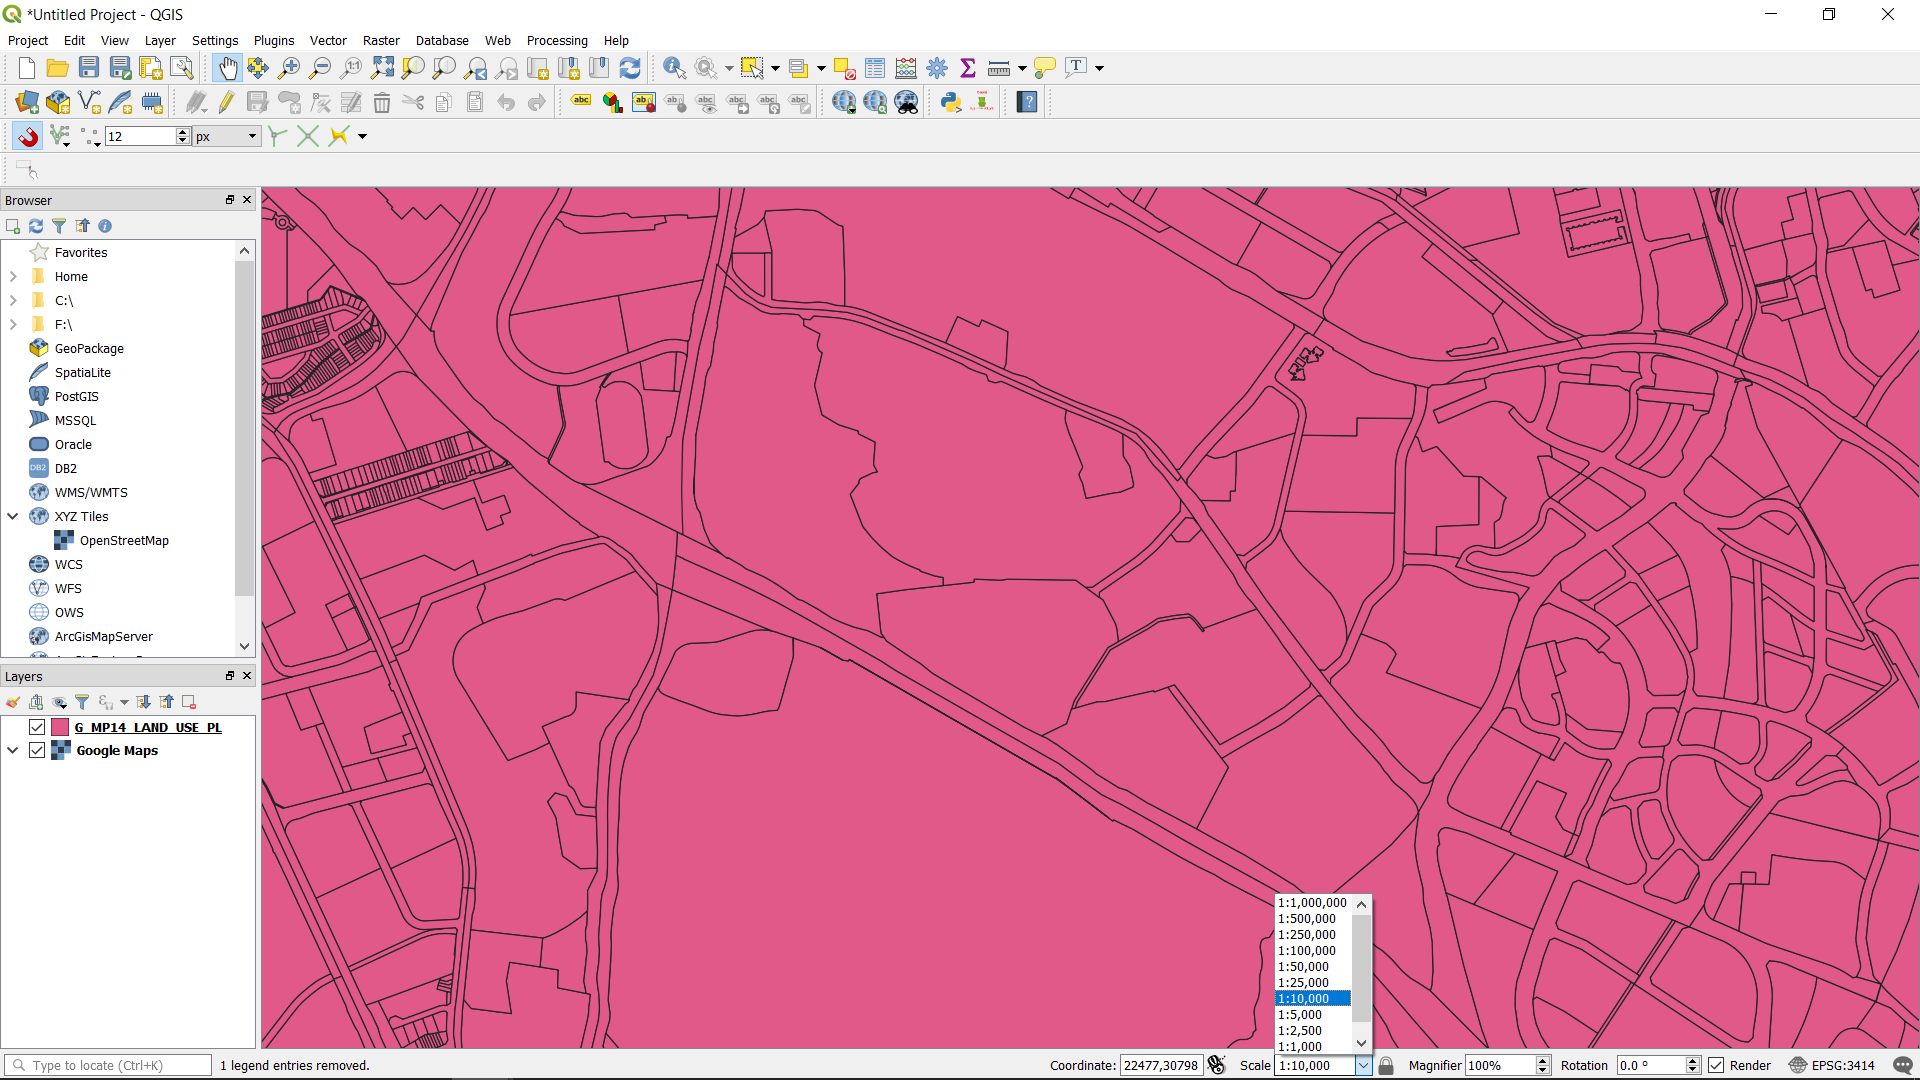 *Untitled Project - QGIS
Project Edit View Layer Settings Plugins Vector Raster Database Web Processing Help
12 px
Browser
Favorites
Home
C:\
F:\
GeoPackage
SpatiaLite
PostGIS
MSSQL
Oracle
DB2
WMS/WMTS
XYZ Tiles
OpenStreetMap
WCS
WFS
OWS
ArcGisMapServer
Layers
G_MP14_LAND_USE_PL
Google Maps
1:1,000,000
1:500,000
1:250,000
1:100,000
1:50,000
1:25,000
1:10,000
1:5,000
1:2,500
1:1,000
Type to locate (Ctrl+K) 1 legend entries removed. Coordinate: 22477,30798 Scale 1:10,000 Magnifier 100% Rotation 0.0 ° Render EPSG:3414